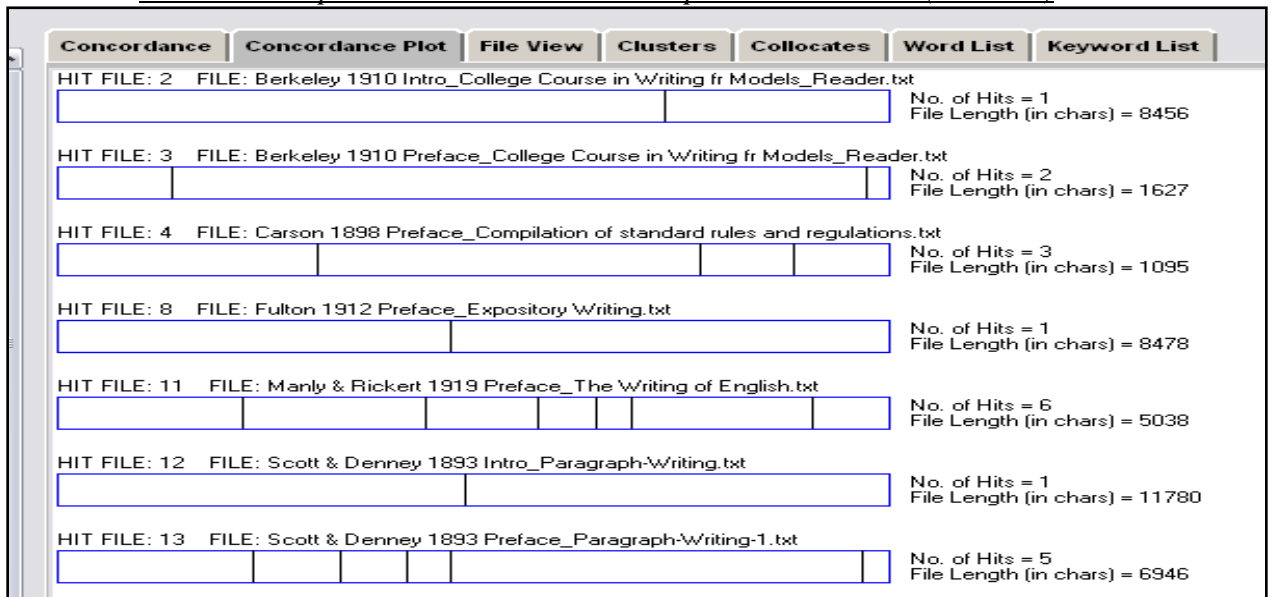 Concordance Concordance Plot File View Clusters Collocates Word List Keyword List
HIT FILE: 2 FILE: Berkeley 1910 Intro_College Course in Writing fr Models_Reader.txt
No. of Hits = 1
File Length (in chars) = 8456
HIT FILE: 3 FILE: Berkeley 1910 Preface_College Course in Writing fr Models_Reader.txt
No. of Hits = 2
File Length (in chars) = 1627
HIT FILE: 4 FILE: Carson 1898 Preface_Compilation of standard rules and regulations.txt
No. of Hits = 3
File Length (in chars) = 1095
HIT FILE: 8 FILE: Fulton 1912 Preface_Expository Writing.txt
No. of Hits = 1
File Length (in chars) = 8478
HIT FILE: 11 FILE: Manly & Rickert 1919 Preface_The Writing of English.txt
No. of Hits = 6
File Length (in chars) = 5038
HIT FILE: 12 FILE: Scott & Denney 1893 Intro_Paragraph-Writing.txt
No. of Hits = 1
File Length (in chars) = 11780
HIT FILE: 13 FILE: Scott & Denney 1893 Preface_Paragraph-Writing-1.txt
No. of Hits = 5
File Length (in chars) = 6946